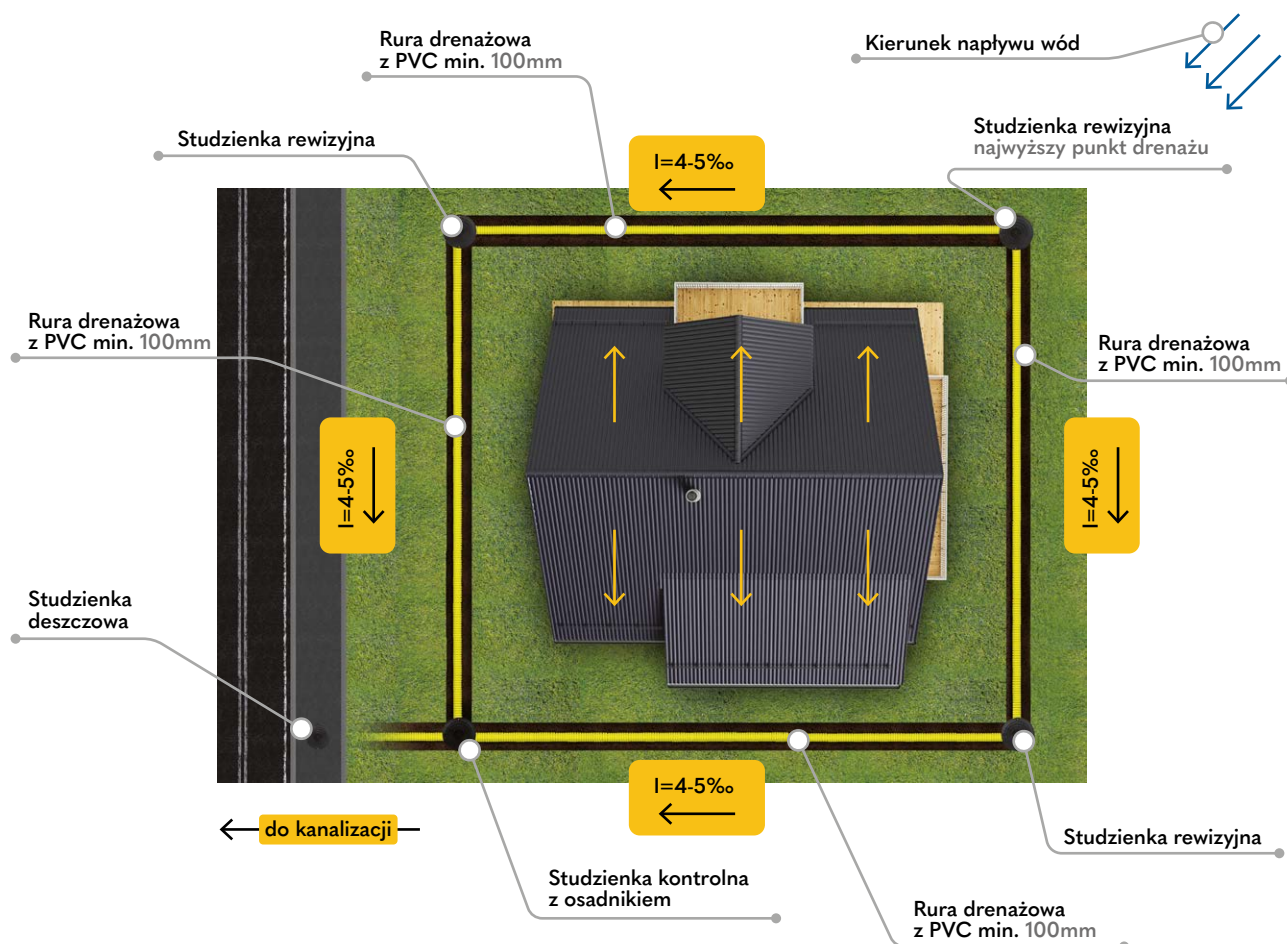 Rura drenażowa
z PVC min. 100mm
Kierunek napływu wód
Studzienka rewizyjna
Studzienka rewizyjna
najwyższy punkt drenażu
I=4-5‰
Rura drenażowa
z PVC min. 100mm
Rura drenażowa
z PVC min. 100mm
I=4-5‰
I=4-5‰
Studzienka
deszczowa
I=4-5‰
do kanalizacji
Studzienka rewizyjna
Studzienka kontrolna
z osadnikiem
Rura drenażowa
z PVC min. 100mm